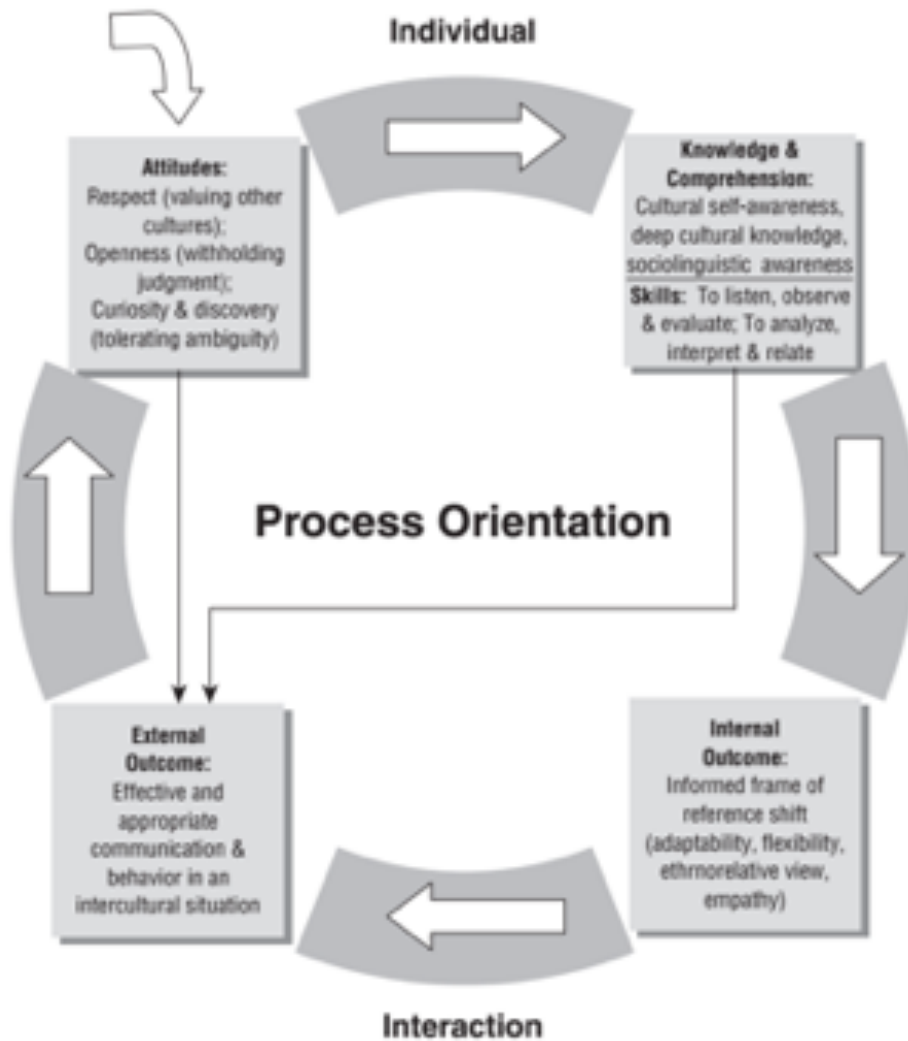 Individual
Attitudes:
Respect (valuing other
cultures);
Openness (withholding
judgment);
Curiosity & discovery
(tolerating ambiguity)
Knowledge &
Comprehension:
Cultural self-awareness,
deep cultural knowledge,
sociolinguistic awareness
Skills: To listen, observe
& evaluate; To analyze,
interpret & relate
Process Orientation
External
Outcome:
Effective and
appropriate
communication &
behavior in an
intercultural situation
Internal
Outcome:
Informed frame of
reference shift
(adaptability, flexibility,
ethrnorelative view,
empathy)
Interaction